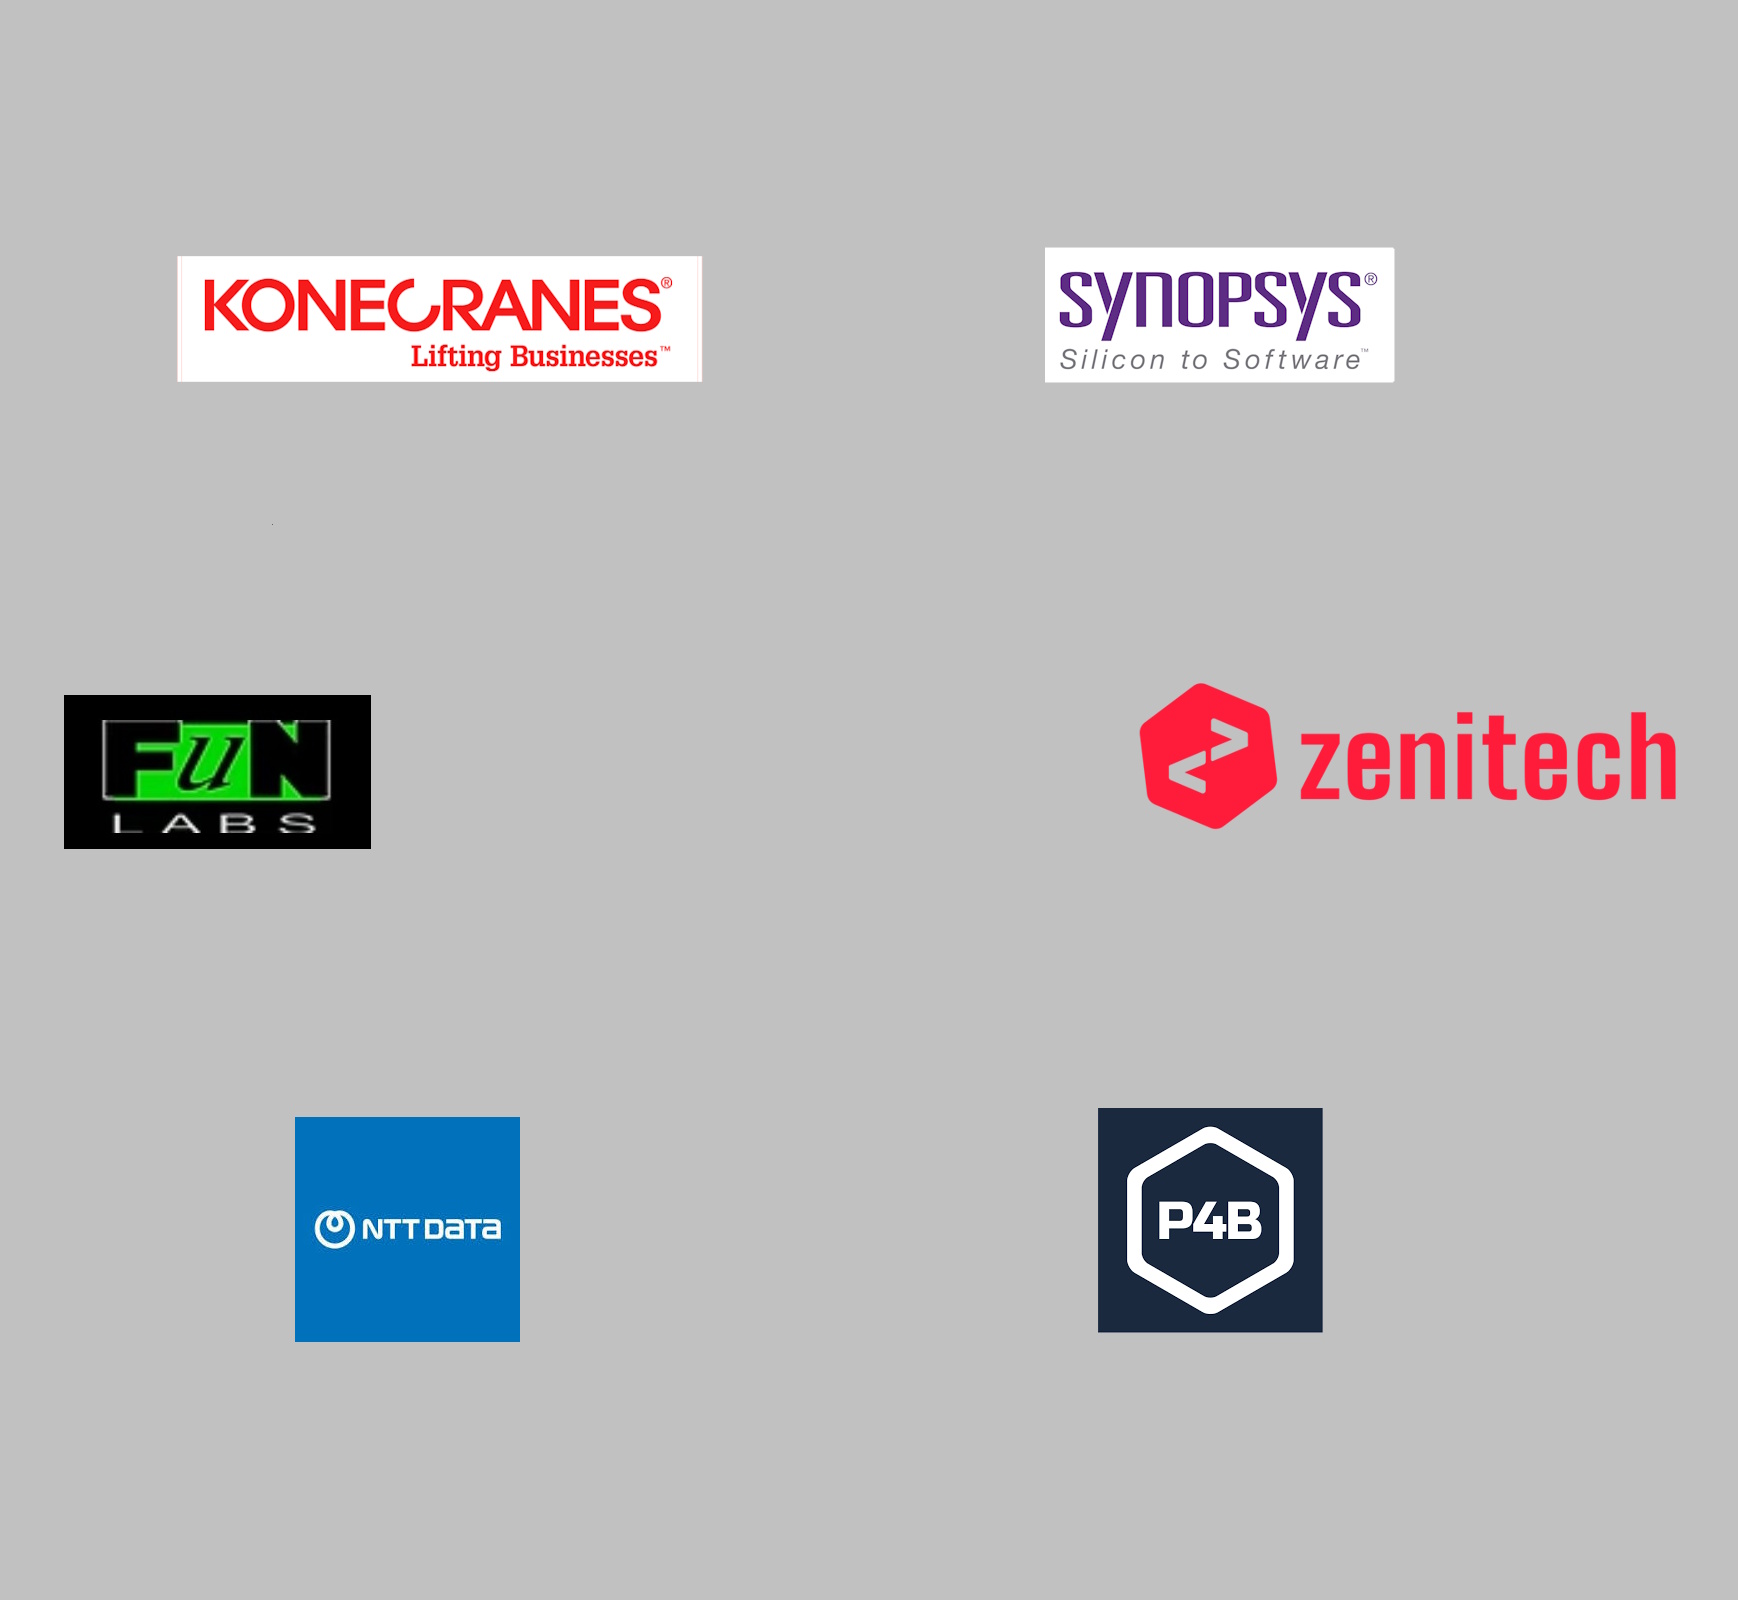 KONECRANES®
Lifting Businesses™
SYNOPSYS®
Silicon to Software™
FuN
LABS
zenitech
NTT DATA
P4B